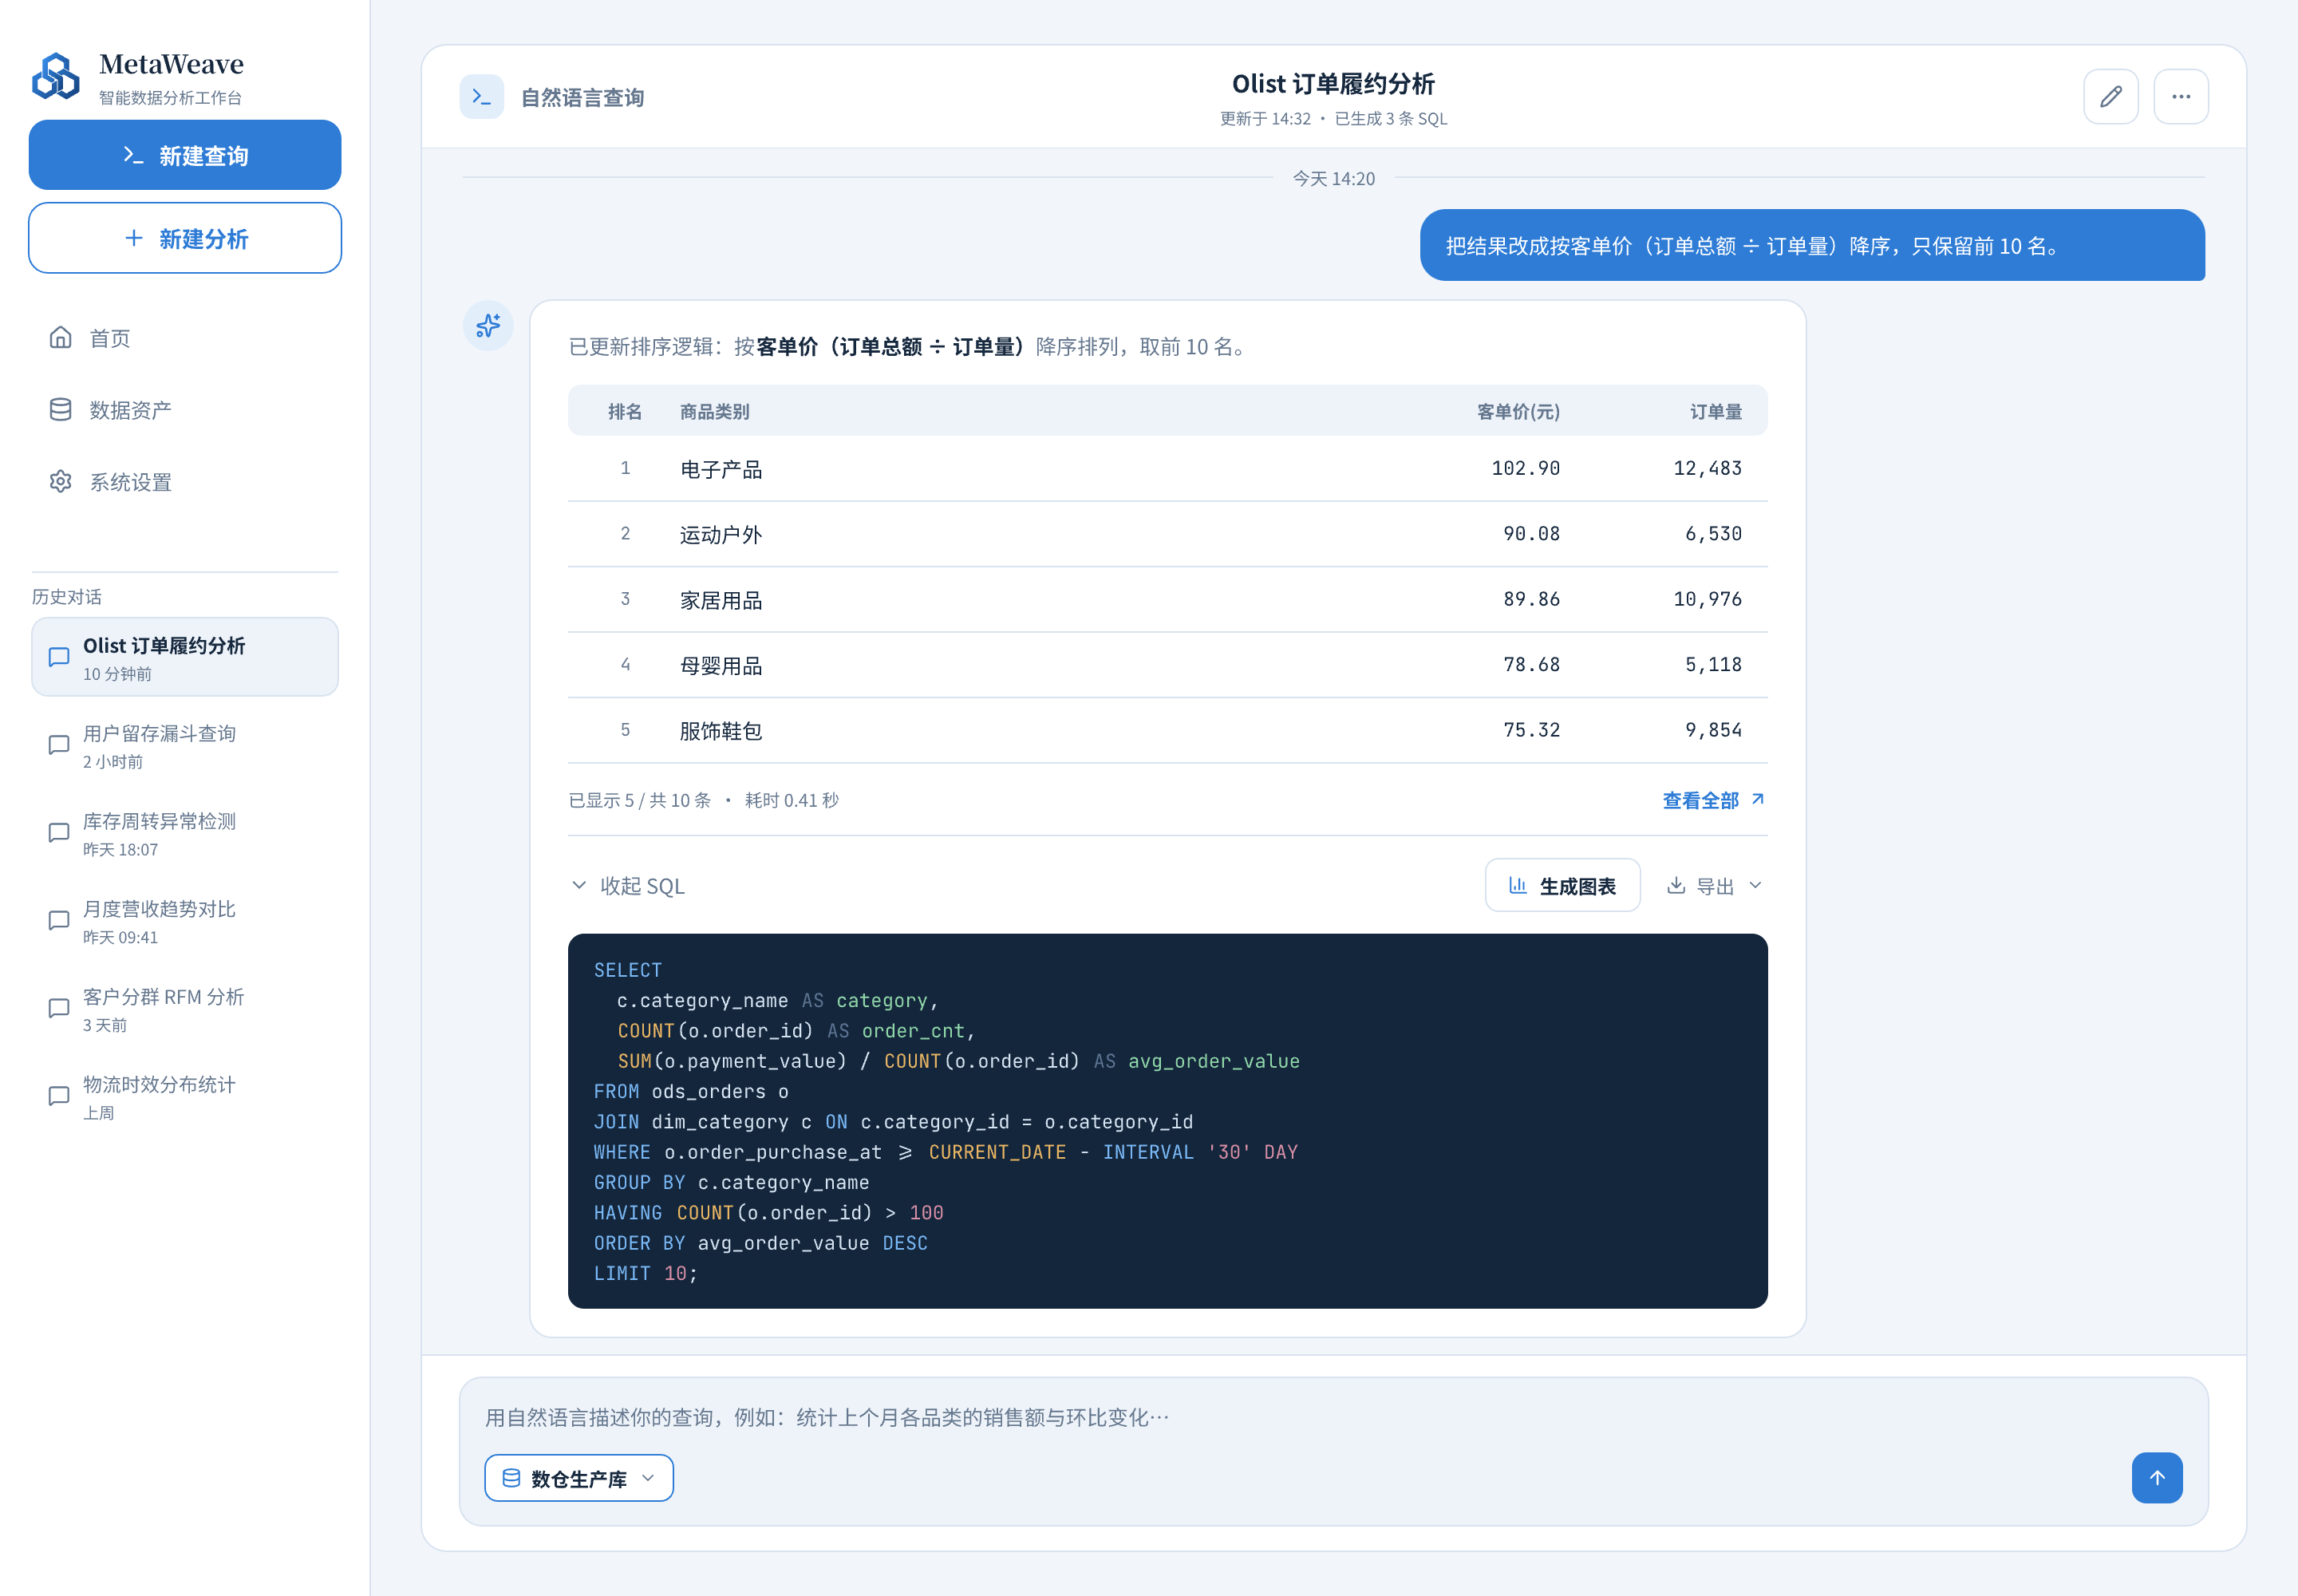 MetaWeave
智能数据分析工作台
新建查询
新建分析
首页
数据资产
系统设置
历史对话
Olist 订单履约分析
10 分钟前
用户留存漏斗查询
2 小时前
库存周转异常检测
昨天 18:07
月度营收趋势对比
昨天 09:41
客户分群 RFM 分析
3 天前
物流时效分布统计
上周
自然语言查询
Olist 订单履约分析
更新于 14:32 • 已生成 3 条 SQL
今天 14:20
把结果改成按客单价（订单总额 ÷ 订单量）降序，只保留前 10 名。
已更新排序逻辑：按客单价（订单总额 ÷ 订单量）降序排列，取前 10 名。
排名 商品类别 客单价(元) 订单量
1 电子产品 102.90 12,483
2 运动户外 90.08 6,530
3 家居用品 89.86 10,976
4 母婴用品 78.68 5,118
5 服饰鞋包 75.32 9,854
已显示 5 / 共 10 条 • 耗时 0.41 秒 查看全部
收起 SQL 生成图表 导出
SELECT
c.category_name AS category,
COUNT(o.order_id) AS order_cnt,
SUM(o.payment_value) / COUNT(o.order_id) AS avg_order_value
FROM ods_orders o
JOIN dim_category c ON c.category_id = o.category_id
WHERE o.order_purchase_at >= CURRENT_DATE - INTERVAL '30' DAY
GROUP BY c.category_name
HAVING COUNT(o.order_id) > 100
ORDER BY avg_order_value DESC
LIMIT 10;
用自然语言描述你的查询，例如：统计上个月各品类的销售额与环比变化…
数仓生产库